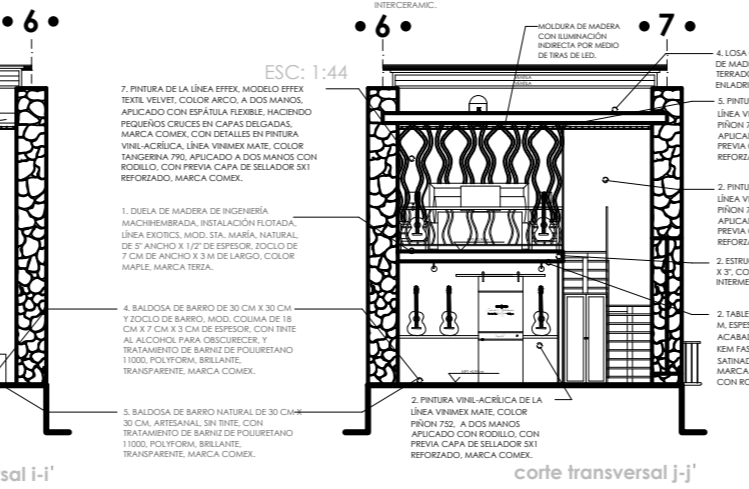 INTERCERAMIC.
6
6
7
ESC: 1:44
MOLDURA DE MADERA
CON ILUMINACIÓN
INDIRECTA POR MEDIO
DE TIRAS DE LED.
7. PINTURA DE LA LÍNEA EFFEX, MODELO EFFEX
TEXTIL VELVET, COLOR ARCO, A DOS MANOS,
APLICADO CON ESPÁTULA FLEXIBLE, HACIENDO
PEQUEÑOS CRUCES EN CAPAS DELGADAS,
MARCA COMEX, CON DETALLES EN PINTURA
VINIL-ACRÍLICA, LÍNEA VINIMEX MATE, COLOR
TANGERINA 790, APLICADO A DOS MANOS CON
RODILLO, CON PREVIA CAPA DE SELLADOR 5X1
REFORZADO, MARCA COMEX.
1. DUELA DE MADERA DE INGENIERÍA
MACHIHEMBRADA, INSTALACIÓN FLOTADA,
LÍNEA EXOTICS, MOD. STA. MARÍA, NATURAL,
DE 5" ANCHO X 1/2" DE ESPESOR, ZOCLO DE
7 CM DE ANCHO X 3 M DE LARGO, COLOR
MAPLE, MARCA TERZA.
4. BALDOSA DE BARRO DE 30 CM X 30 CM
Y ZOCLO DE BARRO, MOD. COLIMA DE 18
CM X 7 CM X 3 CM DE ESPESOR, CON TINTE
AL ALCOHOL PARA OBSCURECER, Y
TRATAMIENTO DE BARNIZ DE POLIURETANO
11000, POLYFORM, BRILLANTE,
TRANSPARENTE, MARCA COMEX.
5. BALDOSA DE BARRO NATURAL DE 30 CM X
30 CM, ARTESANAL, SIN TINTE, CON
TRATAMIENTO DE BARNIZ DE POLIURETANO
11000, POLYFORM, BRILLANTE,
TRANSPARENTE, MARCA COMEX.
2. PINTURA VINIL-ACRÍLICA DE LA
LÍNEA VINIMEX MATE, COLOR
PIÑON 752, A DOS MANOS
APLICADO CON RODILLO, CON
PREVIA CAPA DE SELLADOR 5X1
REFORZADO, MARCA COMEX.
4. LOSA
DE MAD
TERRAD
ENLADRI
5. PINTU
LÍNEA VI
PIÑON 7
APLICA
PREVIA
REFORZ
2. PINTU
LÍNEA VI
PIÑON 7
APLICA
PREVIA
REFORZ
2. ESTRU
X 3", CO
INTERME
2. TABLE
M, ESPES
ACABA
KEM FAS
SATINAD
MARCA
CON RO
sal i-i'
corte transversal j-j'